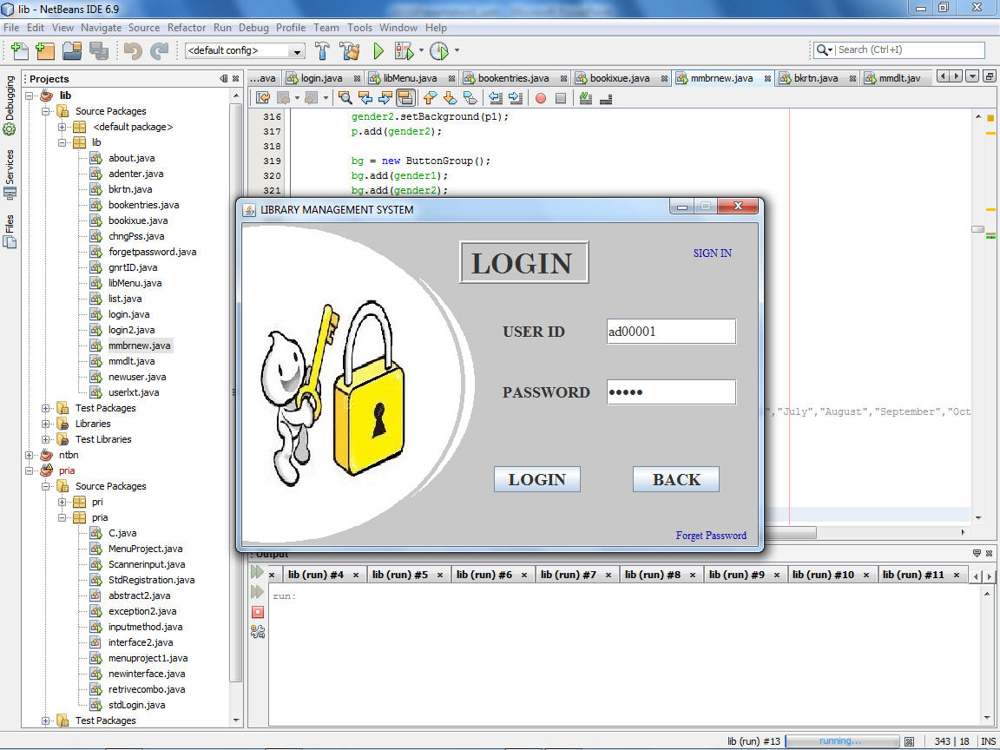 lib - NetBeans IDE 6.9
File Edit View Navigate Source Refactor Run Debug Profile Team Tools Window Help
<default config>
Search (Ctrl+I)
Debugging
Services
Files
Projects
lib
Source Packages
<default package>
lib
about.java
adenter.java
bkrtn.java
bookentries.java
bookixue.java
chngPss.java
forgetpassword.java
gnrtID.java
libMenu.java
list.java
login.java
login2.java
mmbrnew.java
mmdlt.java
newuser.java
userlxt.java
Test Packages
Libraries
Test Libraries
ntbn
pria
Source Packages
pri
pria
C.java
MenuProject.java
Scannerinput.java
StdRegistration.java
abstract2.java
exception2.java
inputmethod.java
interface2.java
menuproject1.java
newinterface.java
retrivecombo.java
stdLogin.java
Test Packages
...ava login.java libMenu.java bookentries.java bookixue.java mmbrnew.java bkrtn.java mmdlt.jav
316 gender2.setBackground(p1);
317 p.add(gender2);
318
319 bg = new ButtonGroup();
320 bg.add(gender1);
321 bg.add(gender2);
","July","August","September","Oct
LIBRARY MANAGEMENT SYSTEM
LOGIN
SIGN IN
USER ID ad00001
PASSWORD •••••
LOGIN BACK
Forget Password
Output
lib (run) #4 lib (run) #5 lib (run) #6 lib (run) #7 lib (run) #8 lib (run) #9 lib (run) #10 lib (run) #11
run:
lib (run) #13 running... 343 | 18 INS